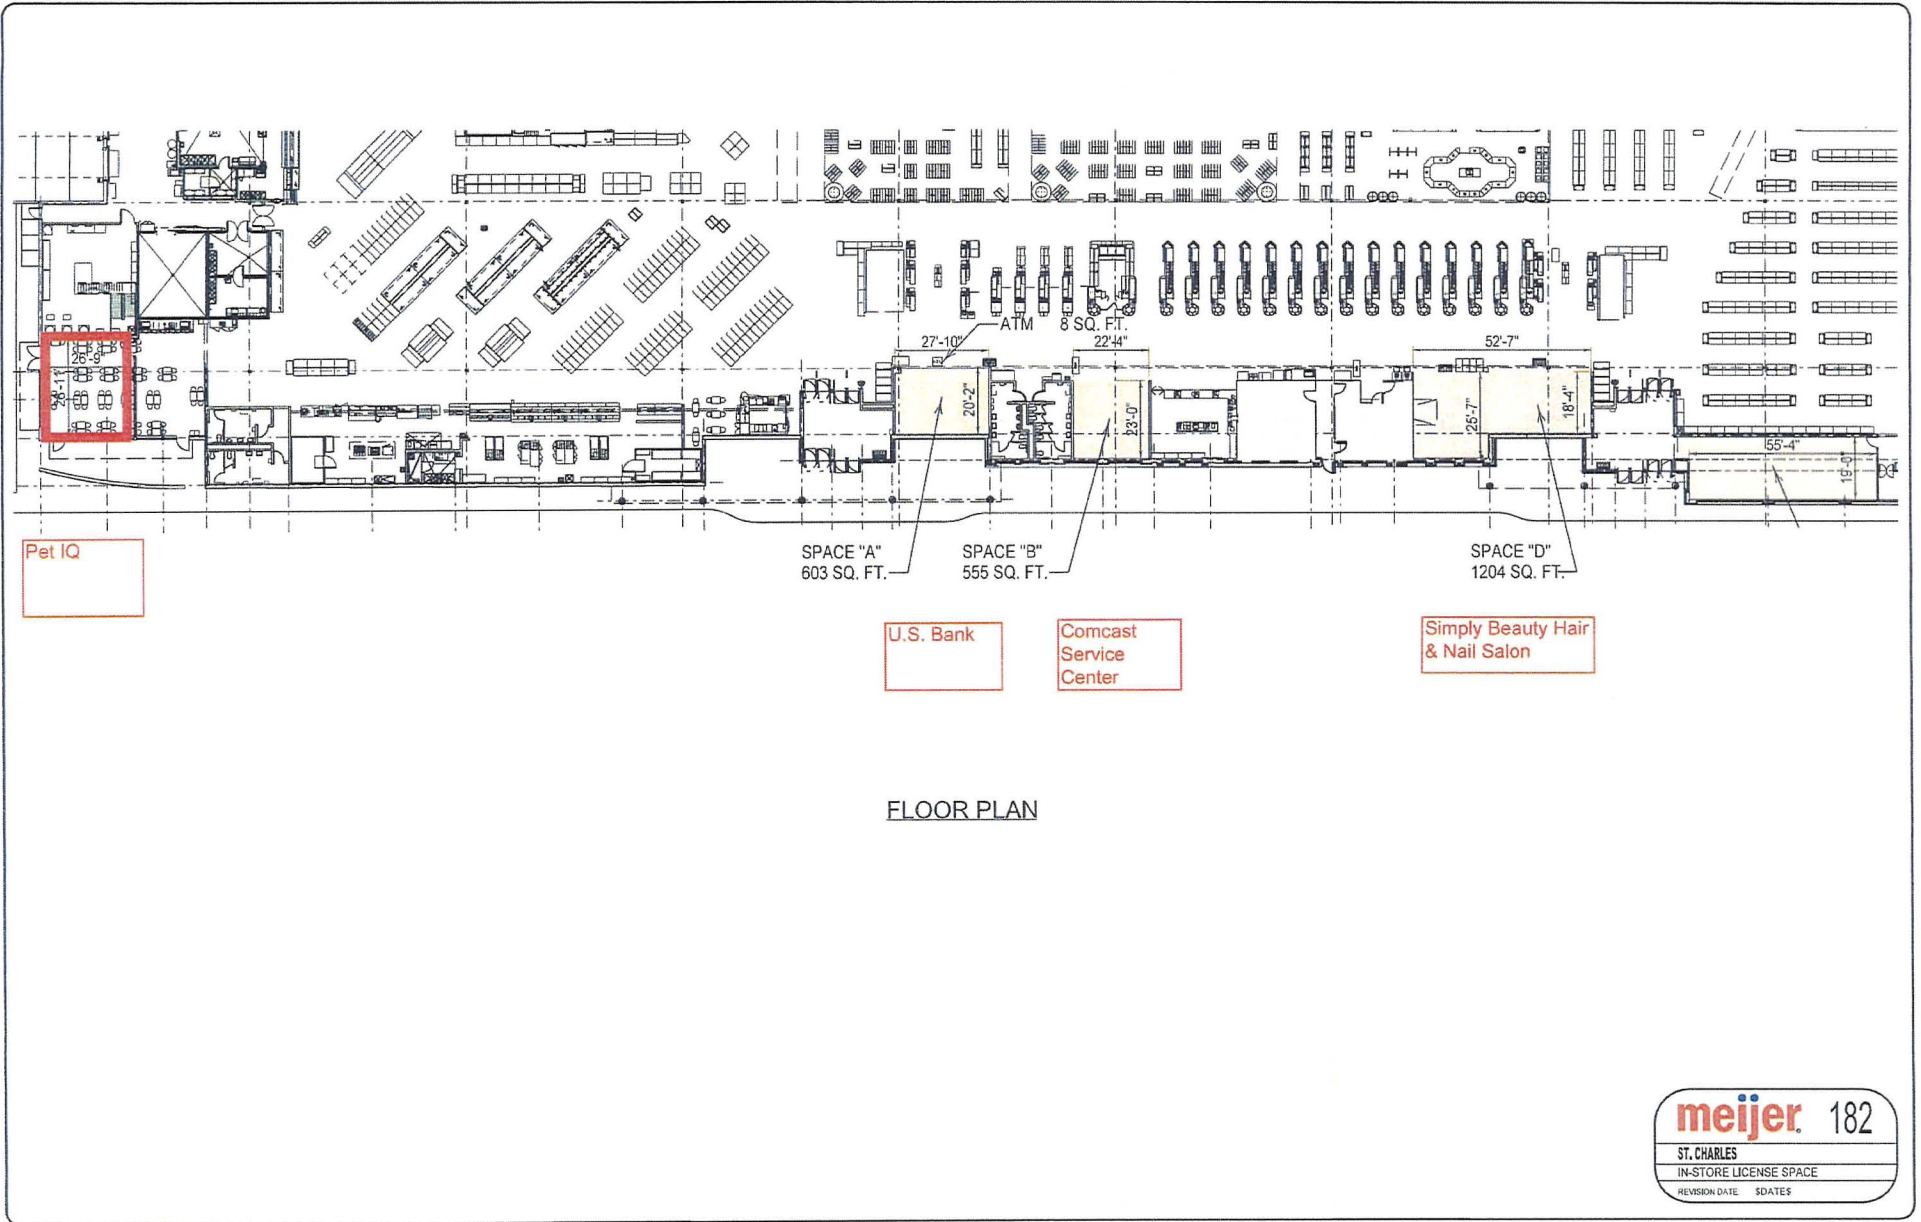 ATM 8 SQ. FT.
27'-10"
22'-4"
52'-7"
26'-9"
26'-11"
20'-2"
23'-0"
25'-7"
18'-4"
55'-4"
19'-0"
Pet IQ
SPACE "A"
603 SQ. FT.
SPACE "B"
555 SQ. FT.
SPACE "D"
1204 SQ. FT.
U.S. Bank
Comcast
Service
Center
Simply Beauty Hair
& Nail Salon
FLOOR PLAN
meijer. 182
ST. CHARLES
IN-STORE LICENSE SPACE
REVISION DATE $DATE$